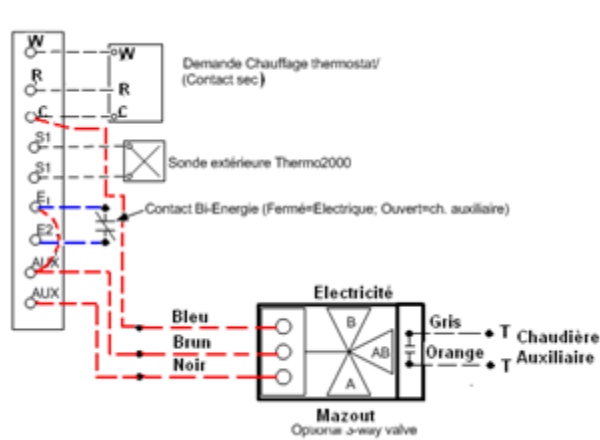 W
W
R
R
C
C
Demande Chauffage thermostat/
(Contact sec)
S1
S1
Sonde extérieure Thermo2000
E1
Contact Bi-Energie (Fermé=Electrique; Ouvert=ch. auxiliaire)
E2
AUX
AUX
Electricité
Bleu
Brun
Noir
B
AB
A
Gris
Orange
T
T
Chaudière
Auxiliaire
Mazout
Optional 3-way valve